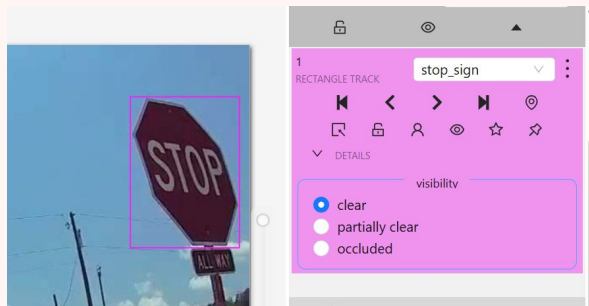 STOP
ALL WAY
1
RECTANGLE TRACK
stop_sign
DETAILS
visibility
clear
partially clear
occluded